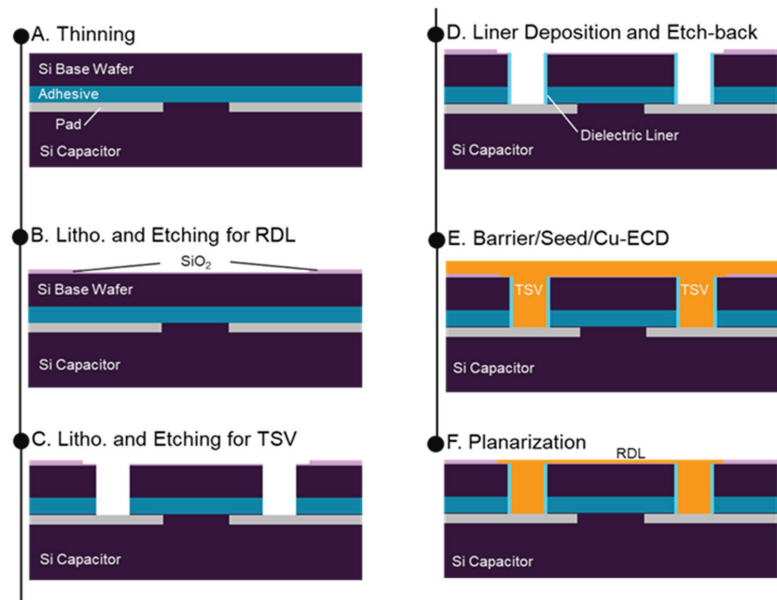 A. Thinning
Si Base Wafer
Adhesive
Pad
Si Capacitor
B. Litho. and Etching for RDL
SiO₂
Si Base Wafer
Si Capacitor
C. Litho. and Etching for TSV
Si Capacitor
D. Liner Deposition and Etch-back
Dielectric Liner
Si Capacitor
E. Barrier/Seed/Cu-ECD
TSV TSV
Si Capacitor
F. Planarization
RDL
Si Capacitor